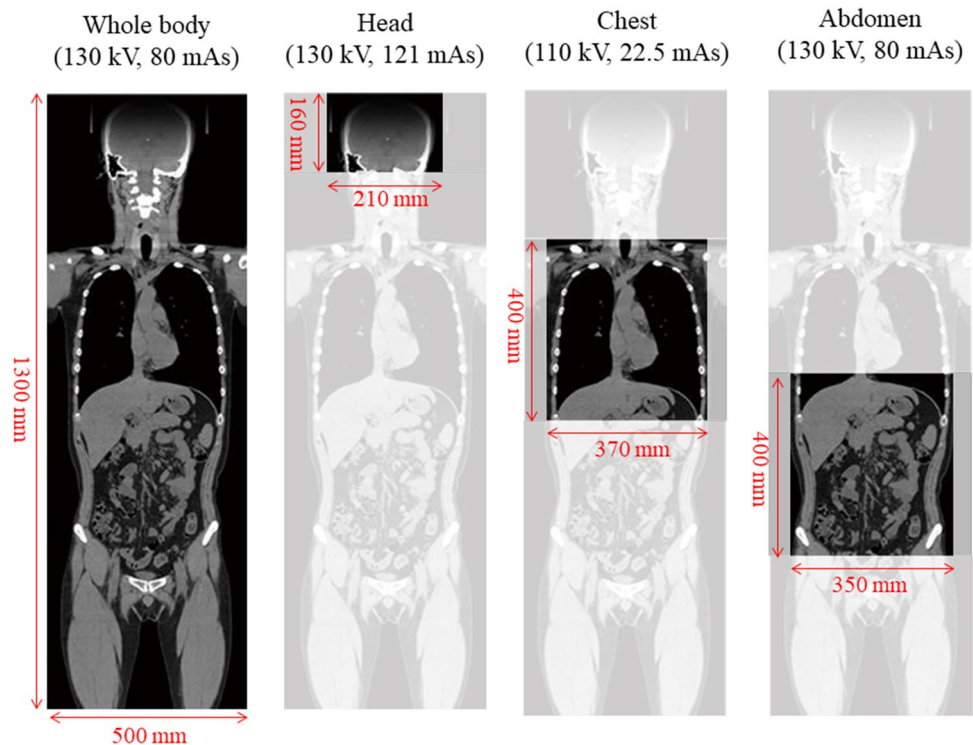 Whole body
(130 kV, 80 mAs)
Head
(130 kV, 121 mAs)
Chest
(110 kV, 22.5 mAs)
Abdomen
(130 kV, 80 mAs)
1300 mm
500 mm
160 mm
210 mm
400 mm
370 mm
400 mm
350 mm